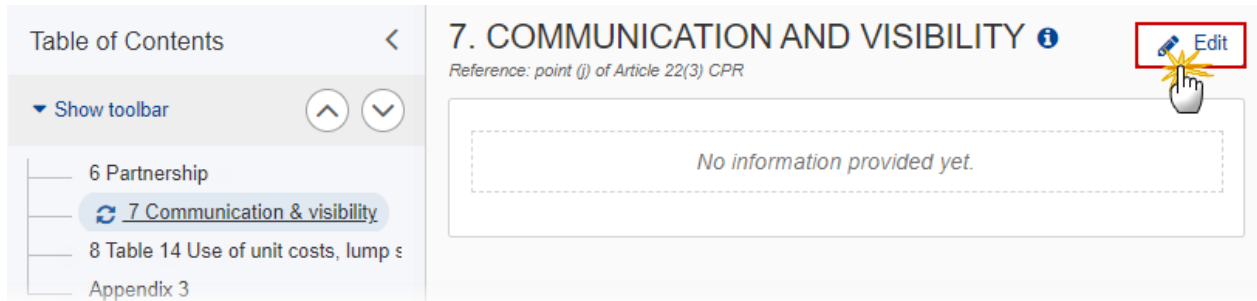 Table of Contents
Show toolbar
6 Partnership
7 Communication & visibility
8 Table 14 Use of unit costs, lump s
Appendix 3
7. COMMUNICATION AND VISIBILITY
Edit
Reference: point (j) of Article 22(3) CPR
No information provided yet.